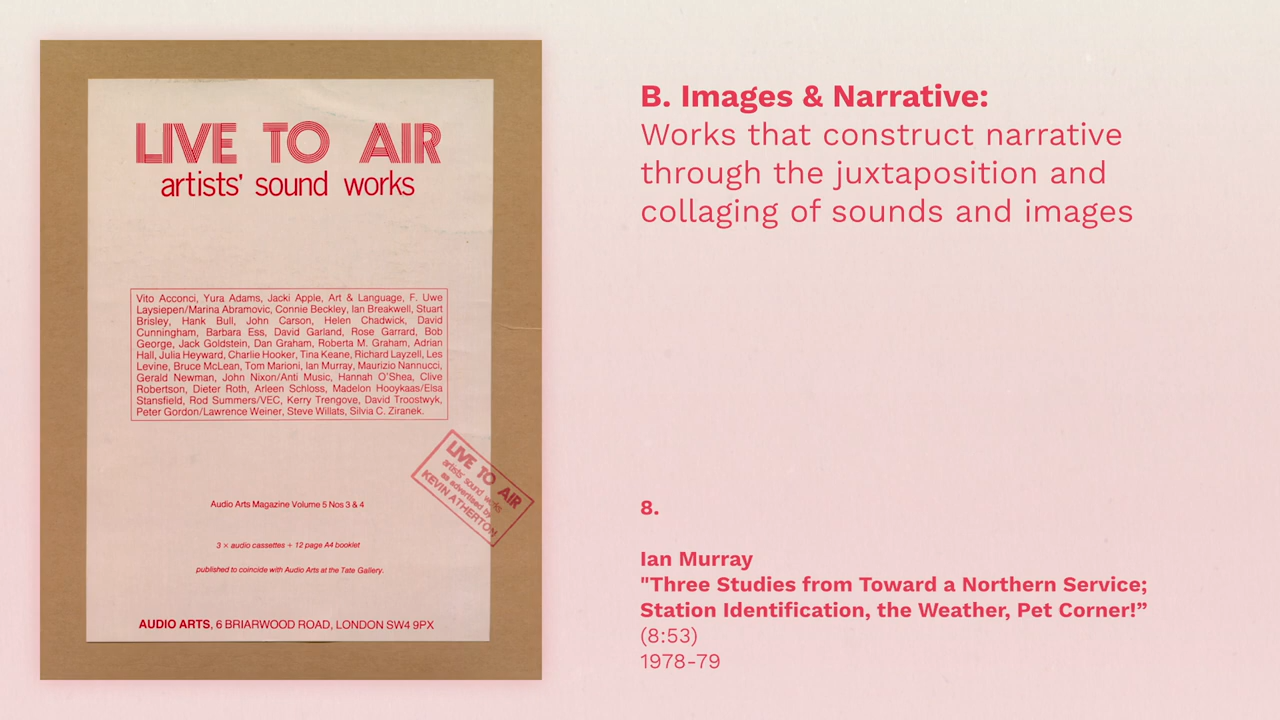 LIVE TO AIR
artists' sound works
Vito Acconci, Yura Adams, Jacki Apple, Art & Language, F. Uwe
Laysiepen/Marina Abramovic, Connie Beckley, Ian Breakwell, Stuart
Brisley, Hank Bull, John Carson, Helen Chadwick, David
Cunningham, Barbara Ess, David Garland, Rose Garrard, Bob
George, Jack Goldstein, Dan Graham, Roberta M. Graham, Adrian
Hall, Julia Heyward, Charlie Hooker, Tina Keane, Richard Layzell, Les
Levine, Bruce McLean, Tom Marioni, Ian Murray, Maurizio Nannucci,
Gerald Newman, John Nixon/Anti Music, Hannah O'Shea, Clive
Robertson, Dieter Roth, Arleen Schloss, Madelon Hooykaas/Elsa
Stansfield, Rod Summers/VEC, Kerry Trengove, David Troostwyk,
Peter Gordon/Lawrence Weiner, Steve Willats, Silvia C. Ziranek.
LIVE TO AIR
artists' sound works
as advertised by
KEVIN ATHERTON
Audio Arts Magazine Volume 5 Nos 3 & 4
3 × audio cassettes + 12 page A4 booklet
published to coincide with Audio Arts at the Tate Gallery.
AUDIO ARTS, 6 BRIARWOOD ROAD, LONDON SW4 9PX
B. Images & Narrative:
Works that construct narrative
through the juxtaposition and
collaging of sounds and images
8.
Ian Murray
"Three Studies from Toward a Northern Service;
Station Identification, the Weather, Pet Corner!”
(8:53)
1978-79